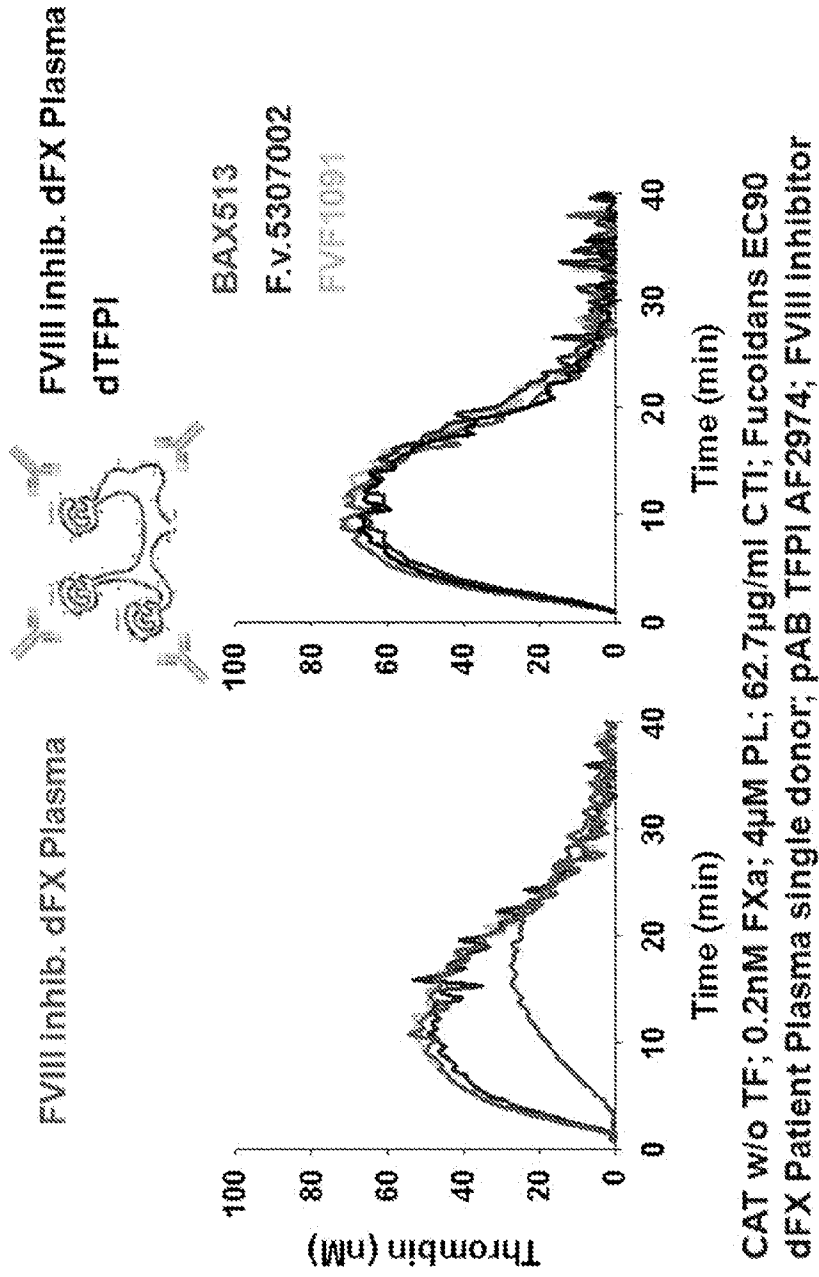 FVIII inhib. dFX Plasma
FVIII inhib. dFX Plasma
dTFPI
BAX513
F.v.5307002
FVF1091
Thrombin (nM)
100
80
60
40
20
0
0
10
20
30
40
Time (min)
100
80
60
40
20
0
0
10
20
30
40
Time (min)
CAT w/o TF; 0.2nM FXa; 4µM PL; 62.7µg/ml CTI; Fucoidans EC90
dFX Patient Plasma single donor; pAB TFPI AF2974; FVIII inhibitor